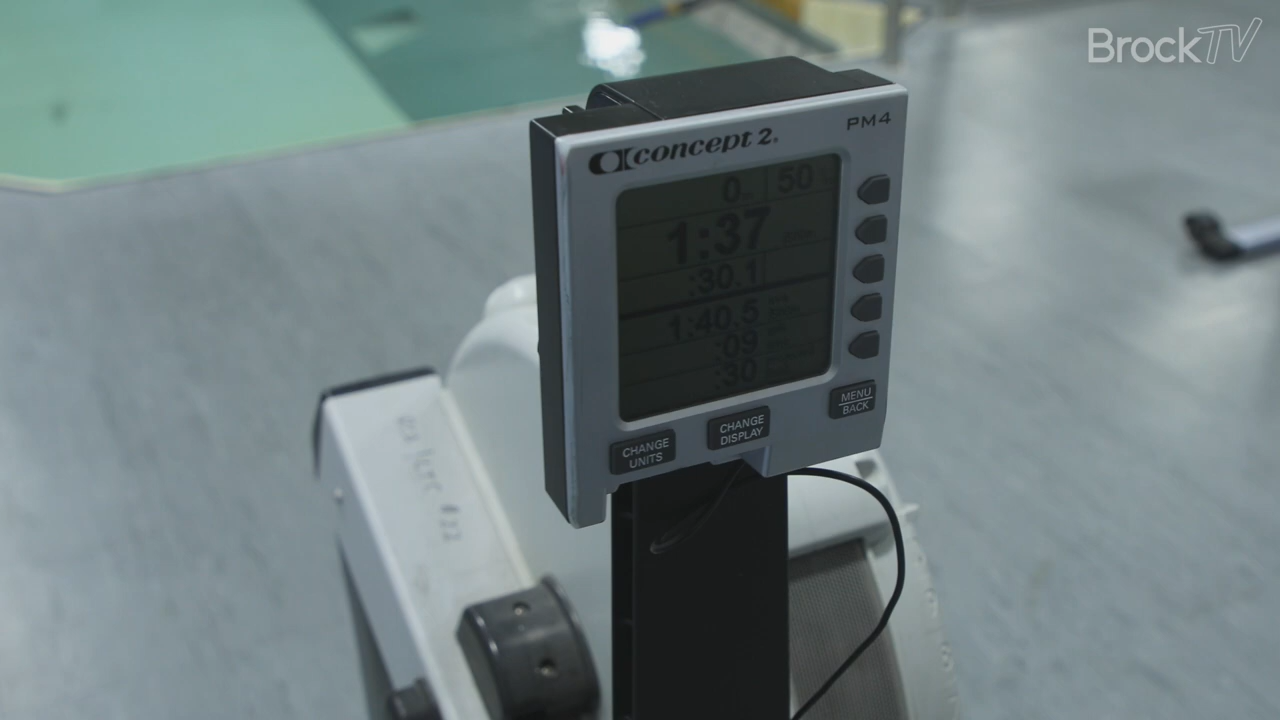 BrockTV
concept 2.
PM4
0m 50
1:37
:30.1
1:40.5
:09
:30
MENU
BACK
CHANGE
DISPLAY
CHANGE
UNITS